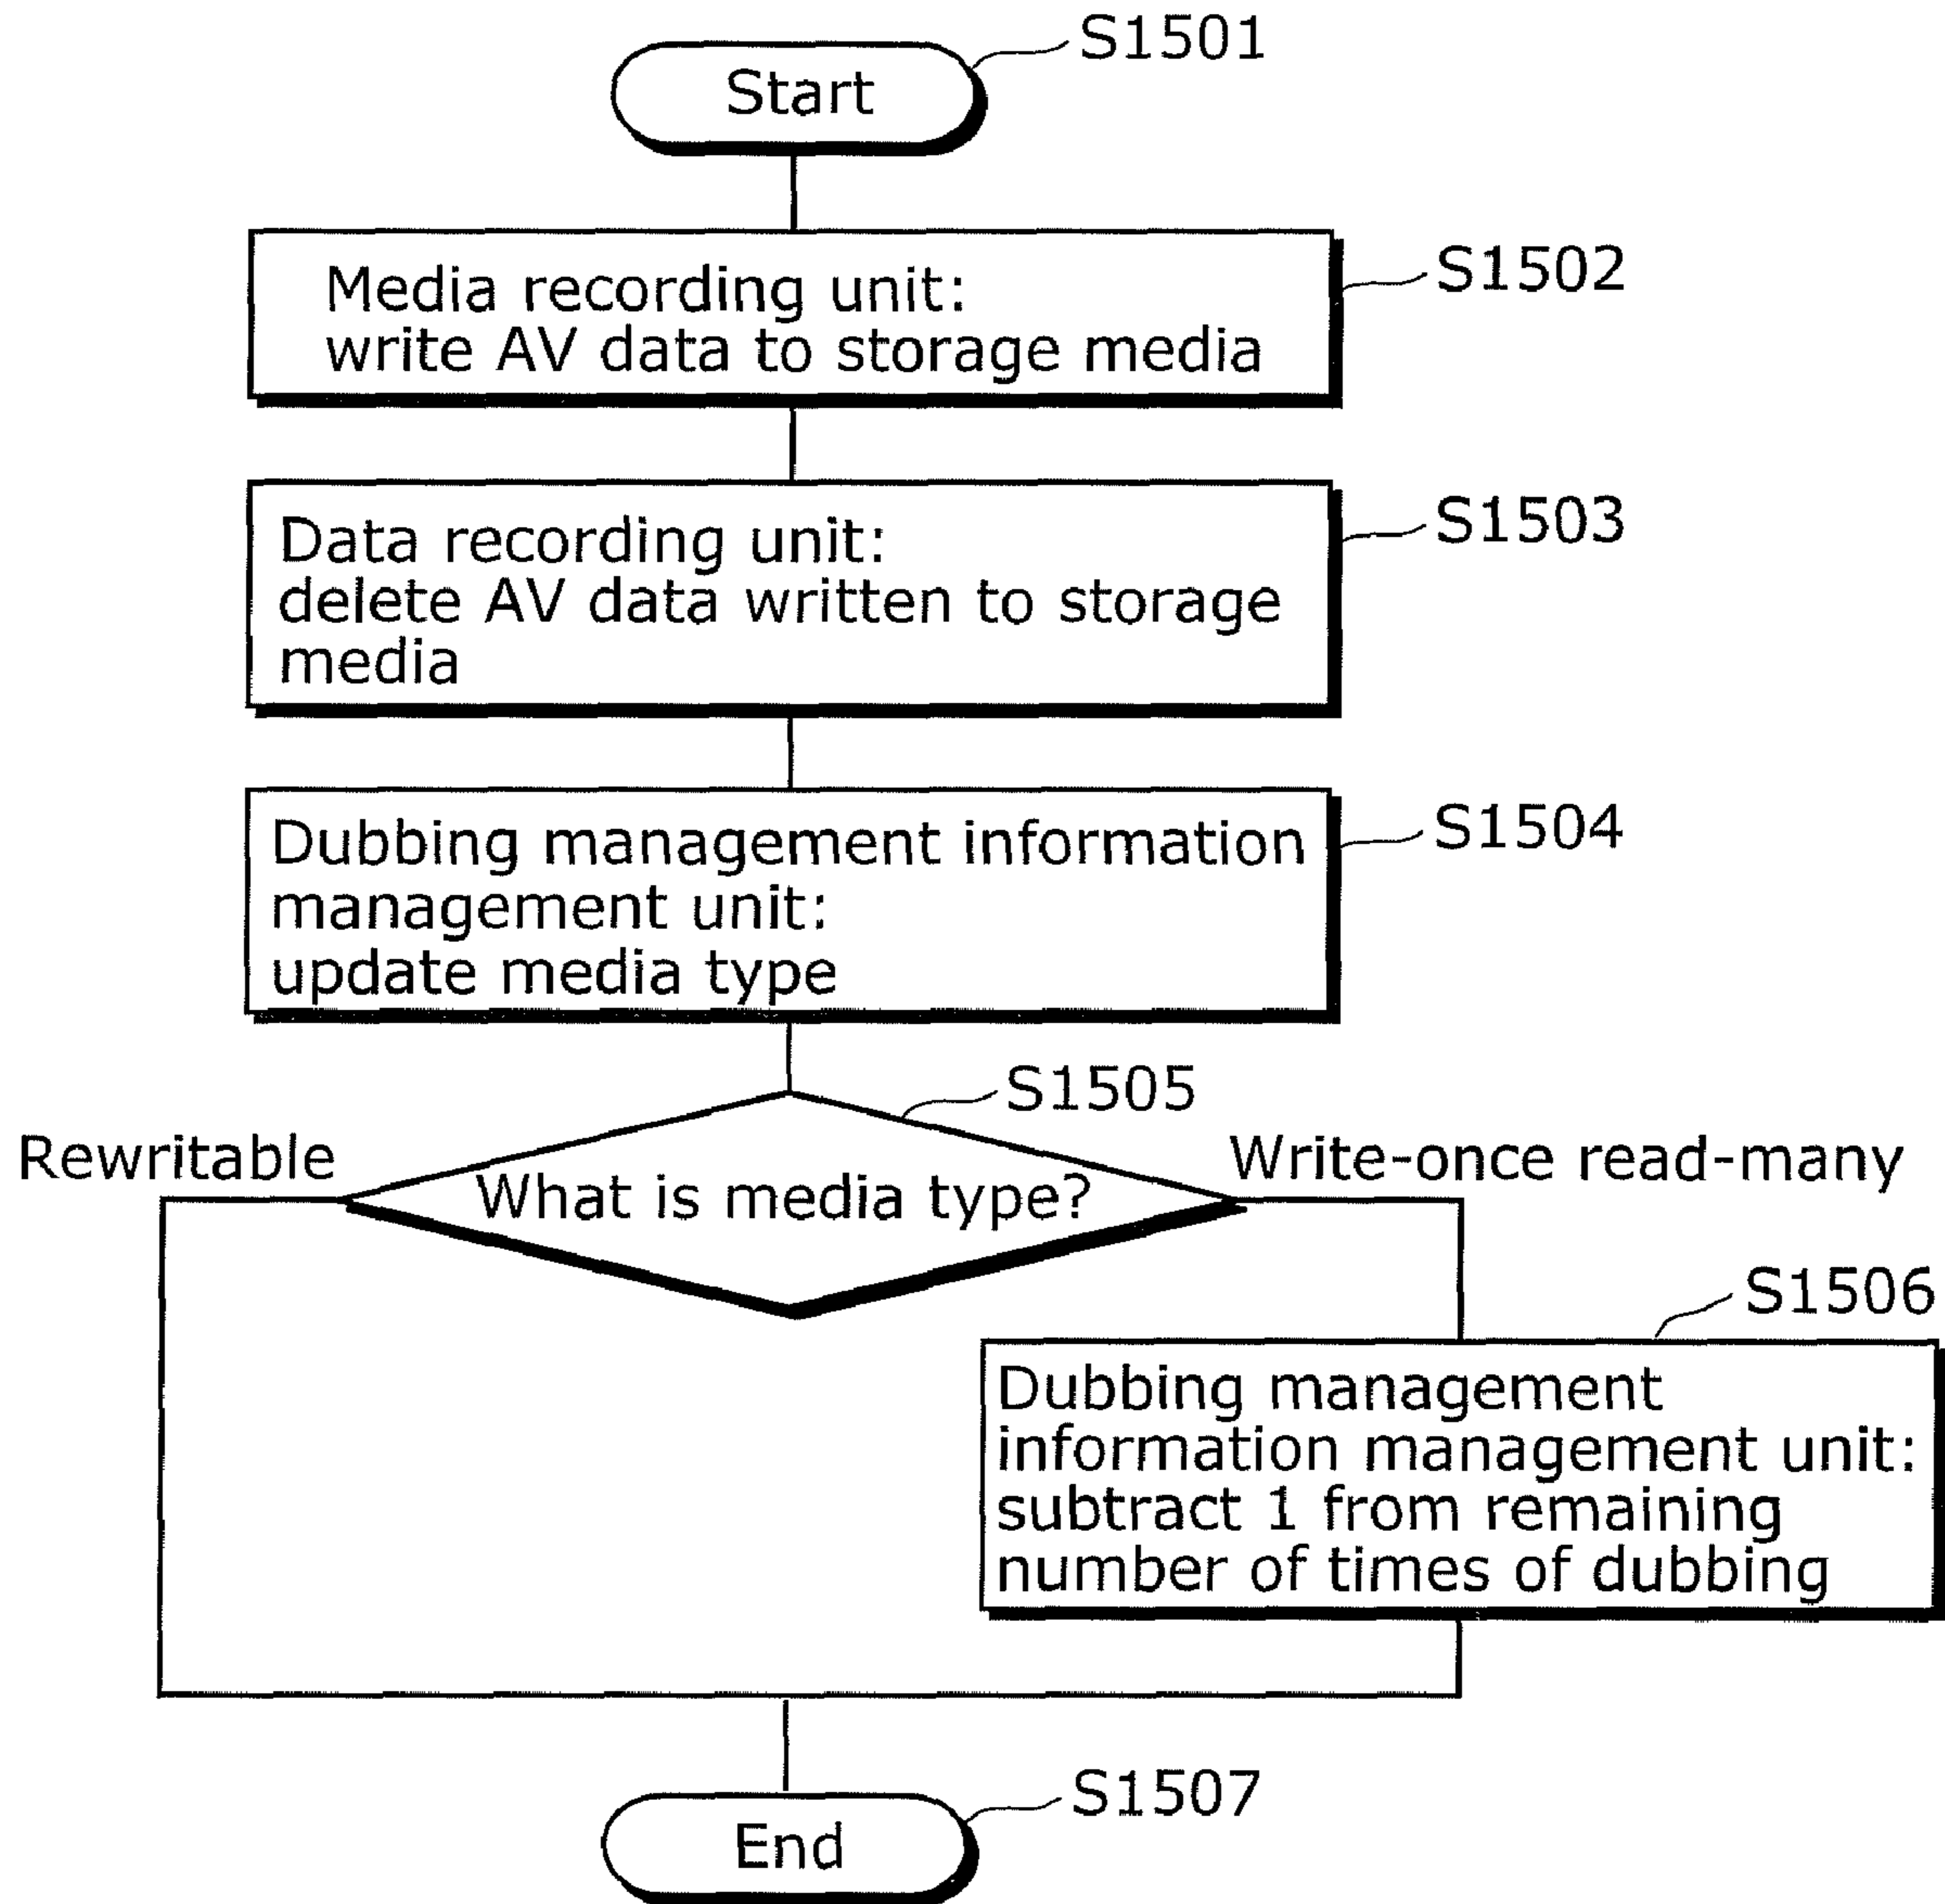 S1501
Start
S1502
Media recording unit:
write AV data to storage media
S1503
Data recording unit:
delete AV data written to storage
media
S1504
Dubbing management information
management unit:
update media type
S1505
Rewritable
What is media type?
Write-once read-many
S1506
Dubbing management
information management unit:
subtract 1 from remaining
number of times of dubbing
S1507
End